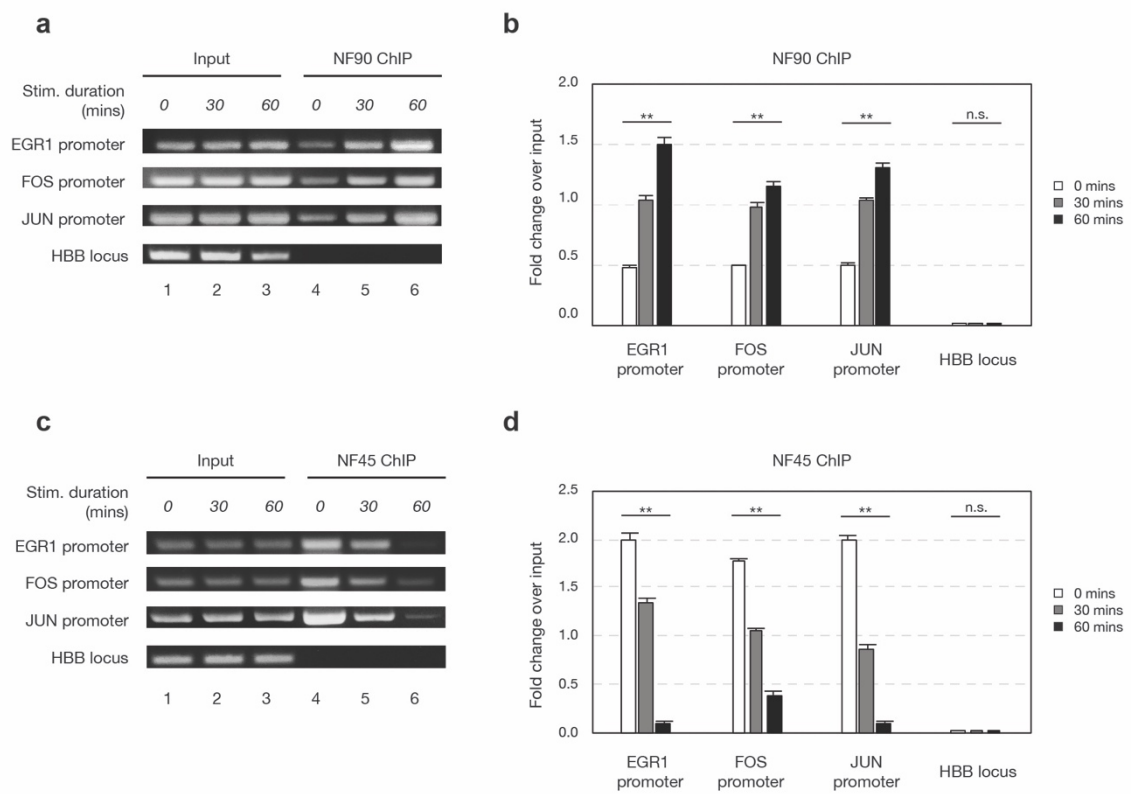 a
Input
NF90 ChIP
Stim. duration
(mins)
0 30 60 0 30 60
EGR1 promoter
FOS promoter
JUN promoter
HBB locus
1 2 3 4 5 6
b
NF90 ChIP
Fold change over input
2.0
1.5
1.0
0.5
0.0
** ** ** n.s.
EGR1
promoter
FOS
promoter
JUN
promoter
HBB locus
0 mins
30 mins
60 mins
c
Input
NF45 ChIP
Stim. duration
(mins)
0 30 60 0 30 60
EGR1 promoter
FOS promoter
JUN promoter
HBB locus
1 2 3 4 5 6
d
NF45 ChIP
Fold change over input
2.5
2.0
1.5
1.0
0.5
0.0
** ** ** n.s.
EGR1
promoter
FOS
promoter
JUN
promoter
HBB locus
0 mins
30 mins
60 mins